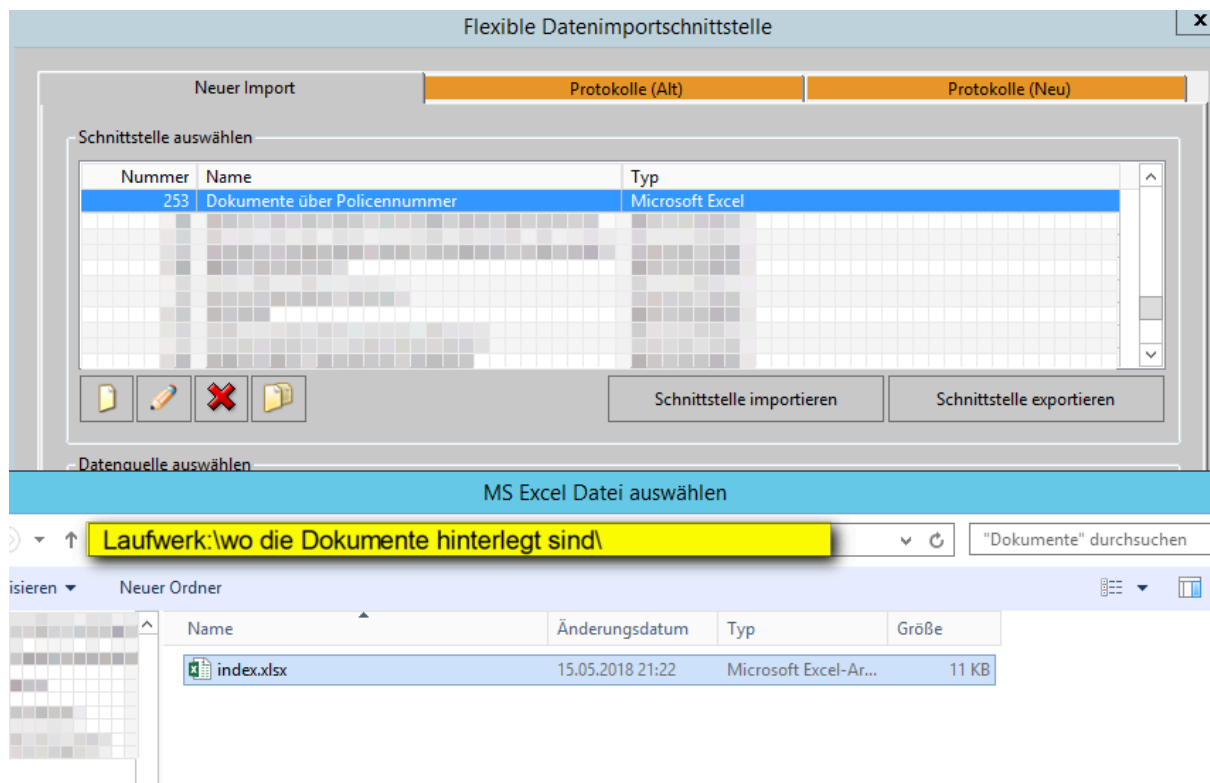 Flexible Datenimportschnittstelle
x
Neuer Import Protokolle (Alt) Protokolle (Neu)
Schnittstelle auswählen
Nummer Name Typ
253 Dokumente über Policennummer Microsoft Excel
Schnittstelle importieren Schnittstelle exportieren
Datenquelle auswählen
MS Excel Datei auswählen
Laufwerk:\wo die Dokumente hinterlegt sind\ "Dokumente" durchsuchen
isieren Neuer Ordner
Name Änderungsdatum Typ Größe
index.xlsx 15.05.2018 21:22 Microsoft Excel-Ar... 11 KB